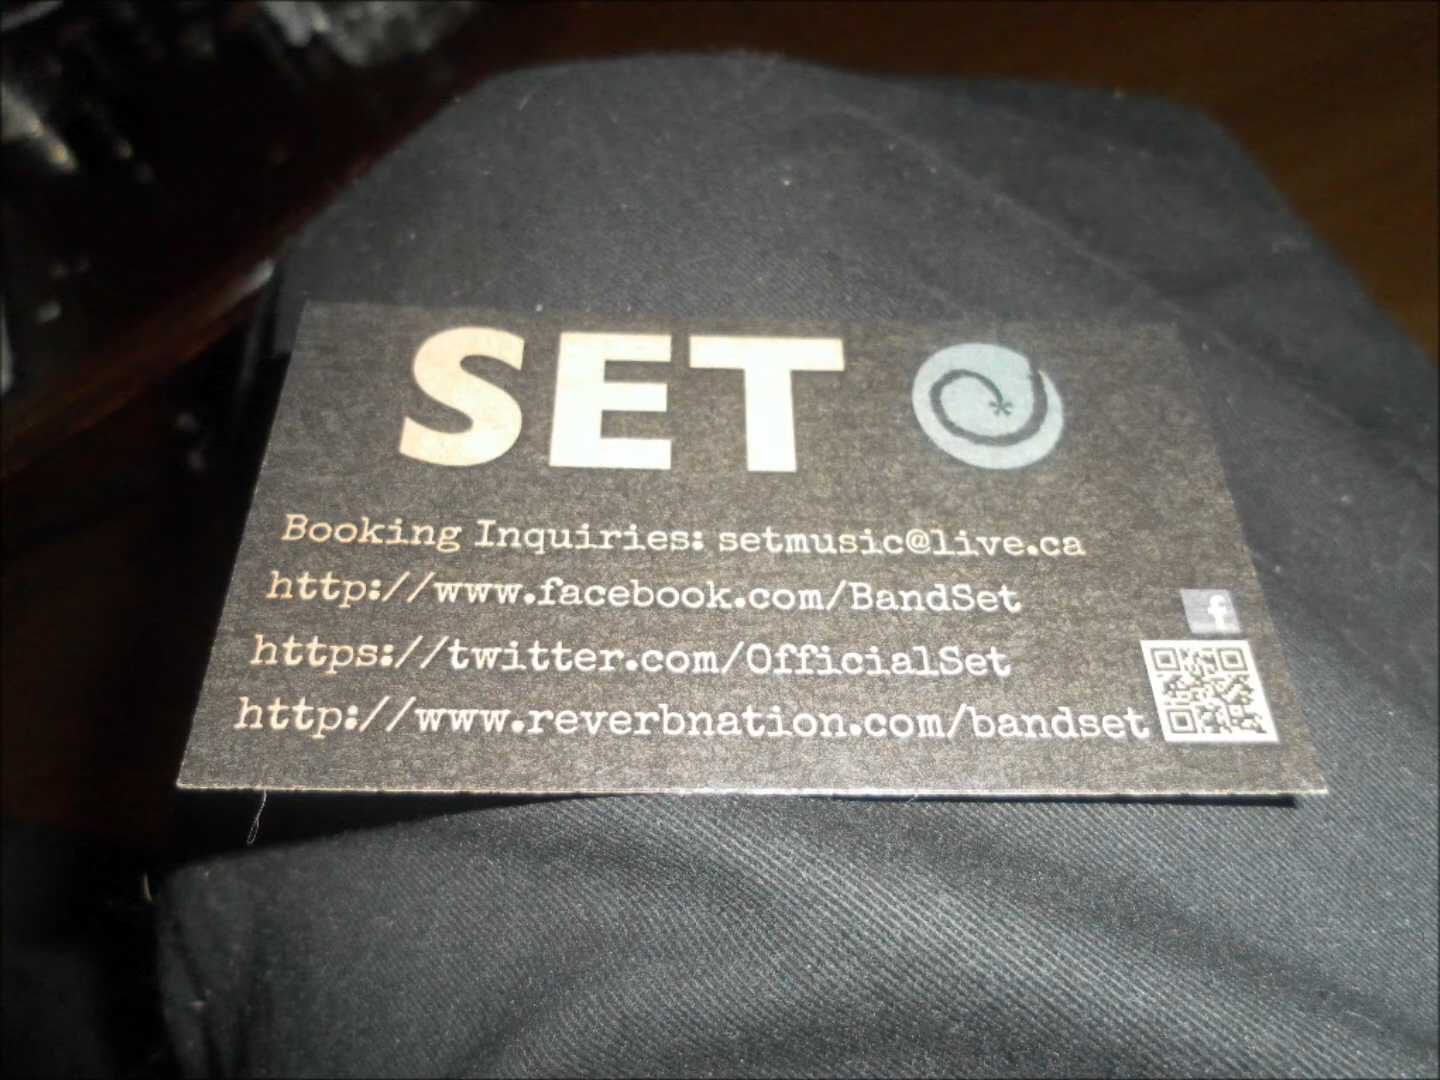 SET
Booking Inquiries: setmusic@live.ca
http://www.facebook.com/BandSet
f
https://twitter.com/OfficialSet
http://www.reverbnation.com/bandset